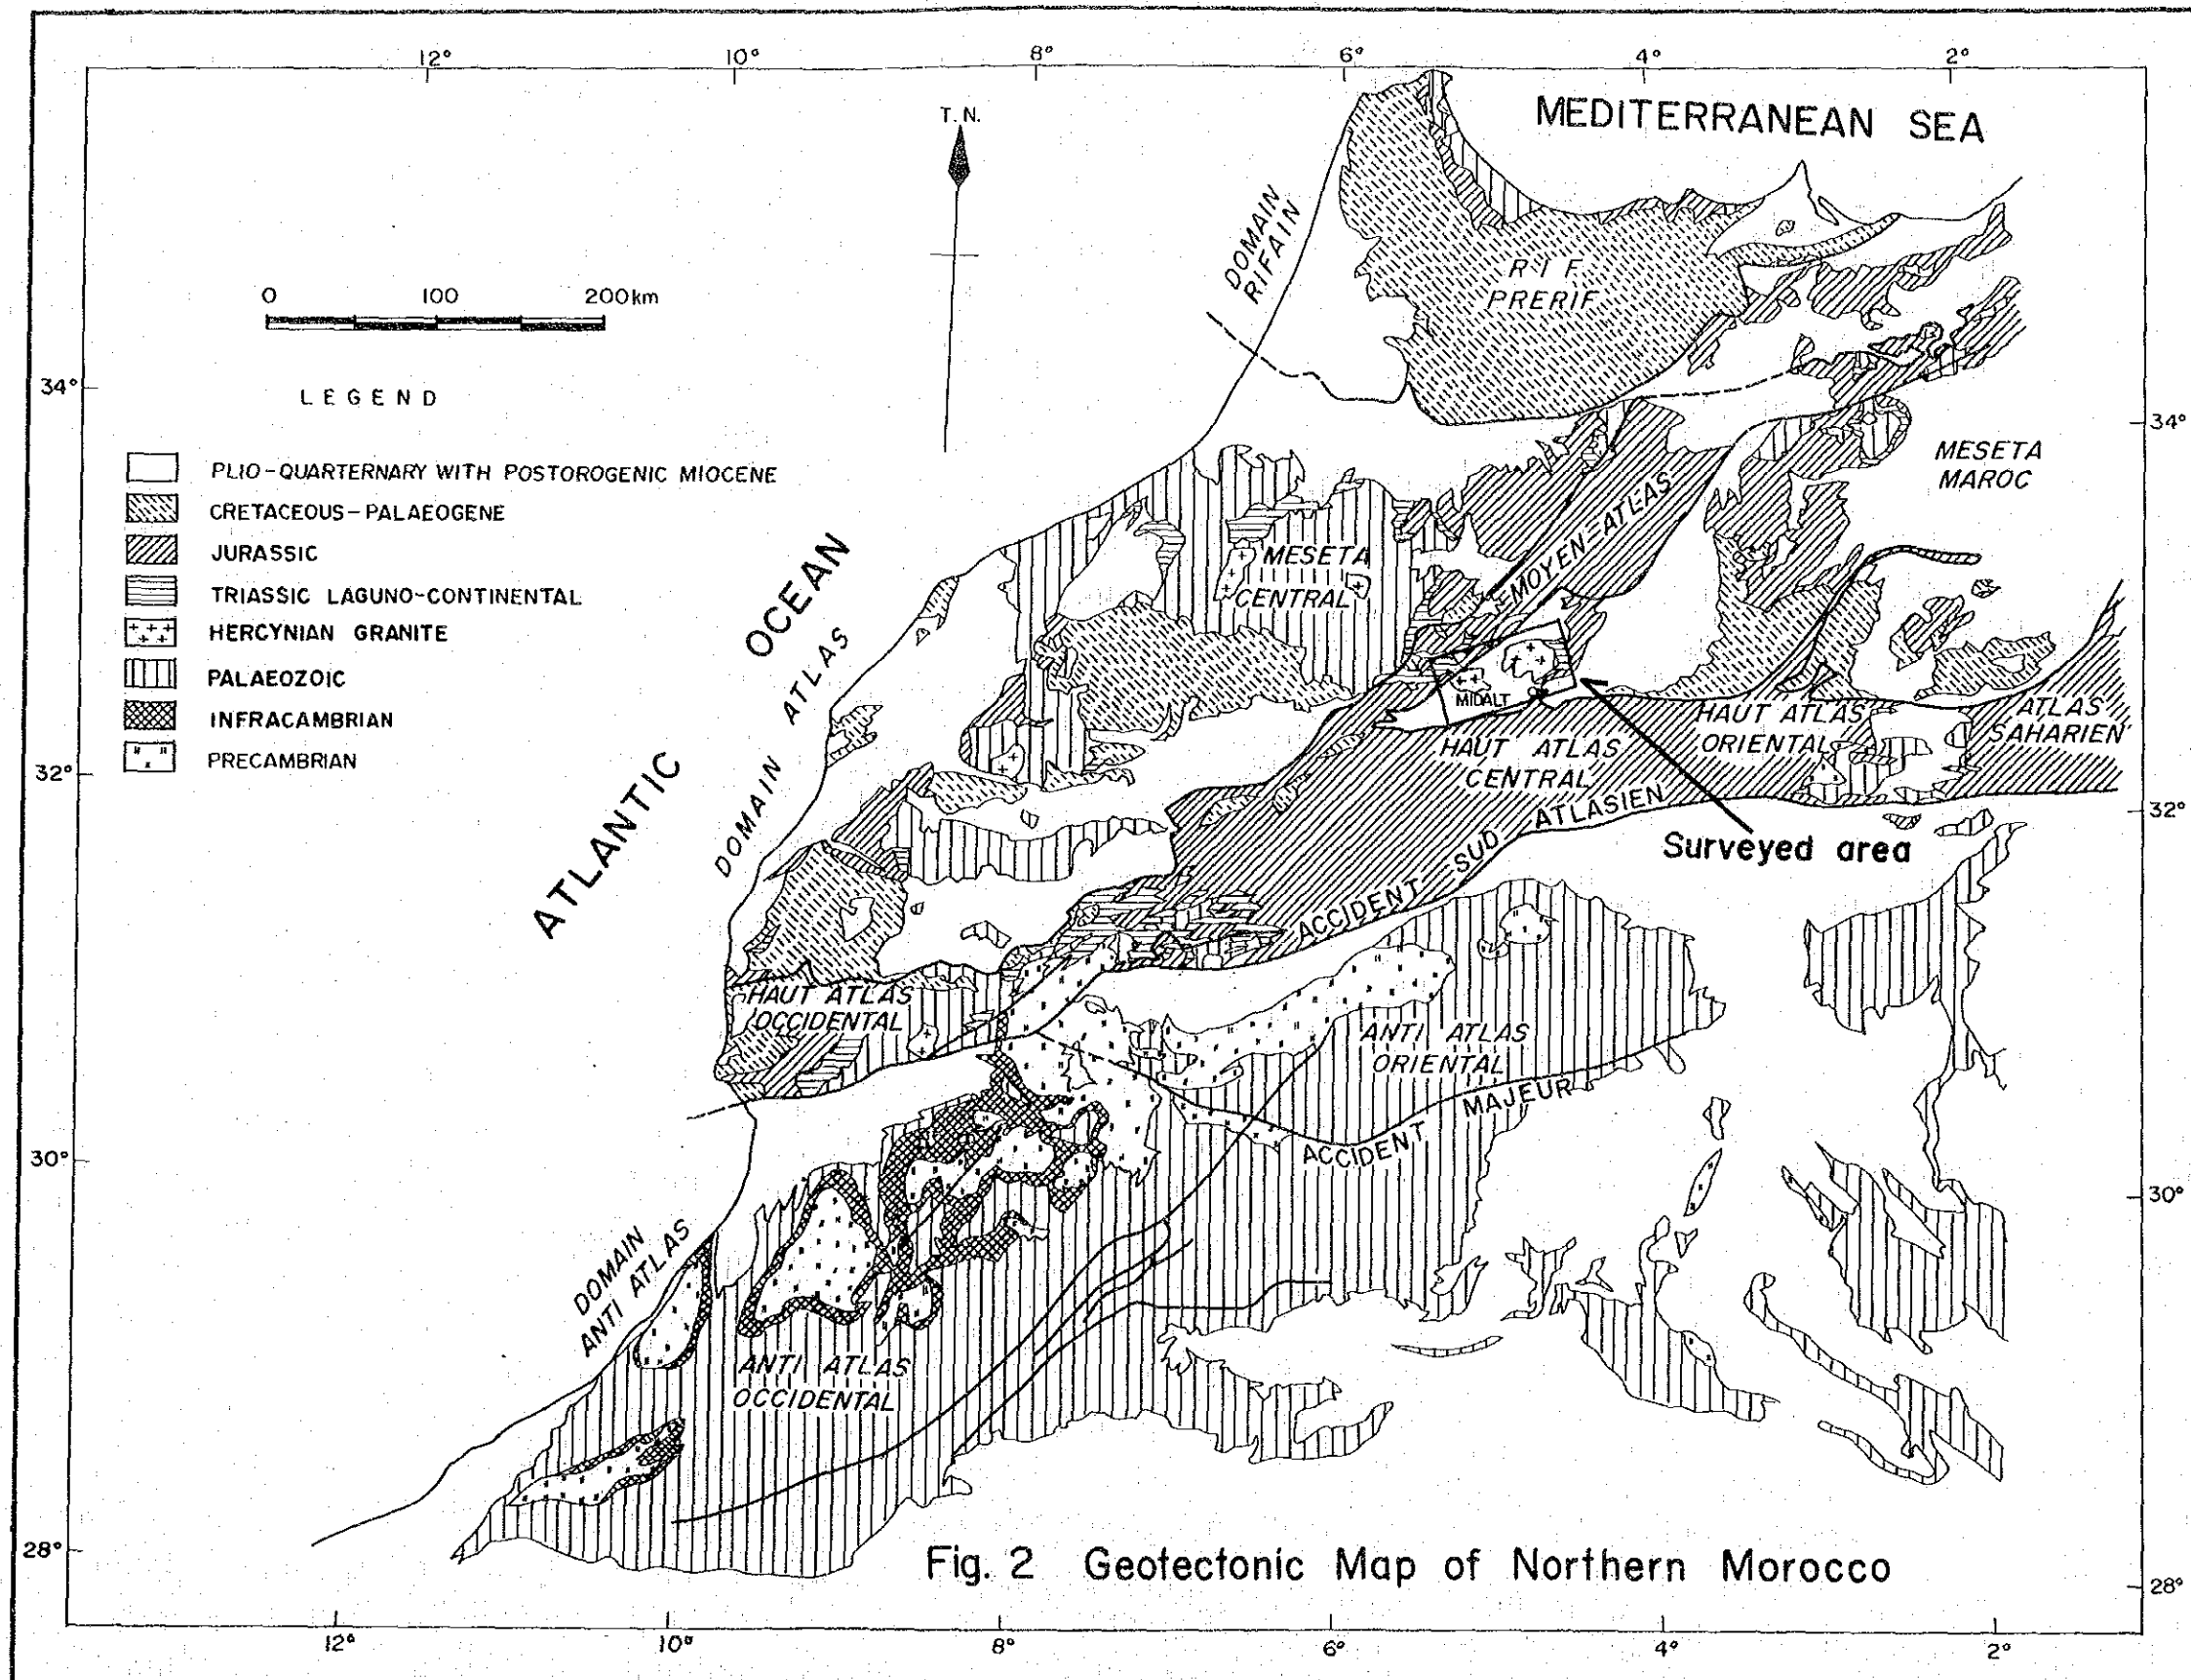 12° 10° 8° 6° 4° 2°
MEDITERRANEAN SEA
T. N.
DOMAIN
RIFAIN
RIF
PRERIF
0 100 200km
34°
LEGEND
34°
PLIO-QUARTERNARY WITH POSTOROGENIC MIOCENE
CRETACEOUS-PALAEOGENE
JURASSIC
TRIASSIC LAGUNO-CONTINENTAL
HERCYNIAN GRANITE
PALAEOZOIC
INFRACAMBRIAN
PRECAMBRIAN
MESETA
MAROC
MOYEN-ATLAS
MESETA
CENTRAL
ATLANTIC OCEAN
DOMAIN ATLAS
MIDALT
HAUT ATLAS
ORIENTAL
ATLAS
SAHARIEN
HAUT ATLAS
CENTRAL
32°
32°
ACCIDENT SUD ATLASIEN
Surveyed area
HAUT ATLAS
OCCIDENTAL
ANTI ATLAS
ORIENTAL
ACCIDENT MAJEUR
30°
30°
DOMAIN
ANTI ATLAS
ANTI ATLAS
OCCIDENTAL
28°
Fig. 2 Geotectonic Map of Northern Morocco
28°
12° 10° 8° 6° 4° 2°